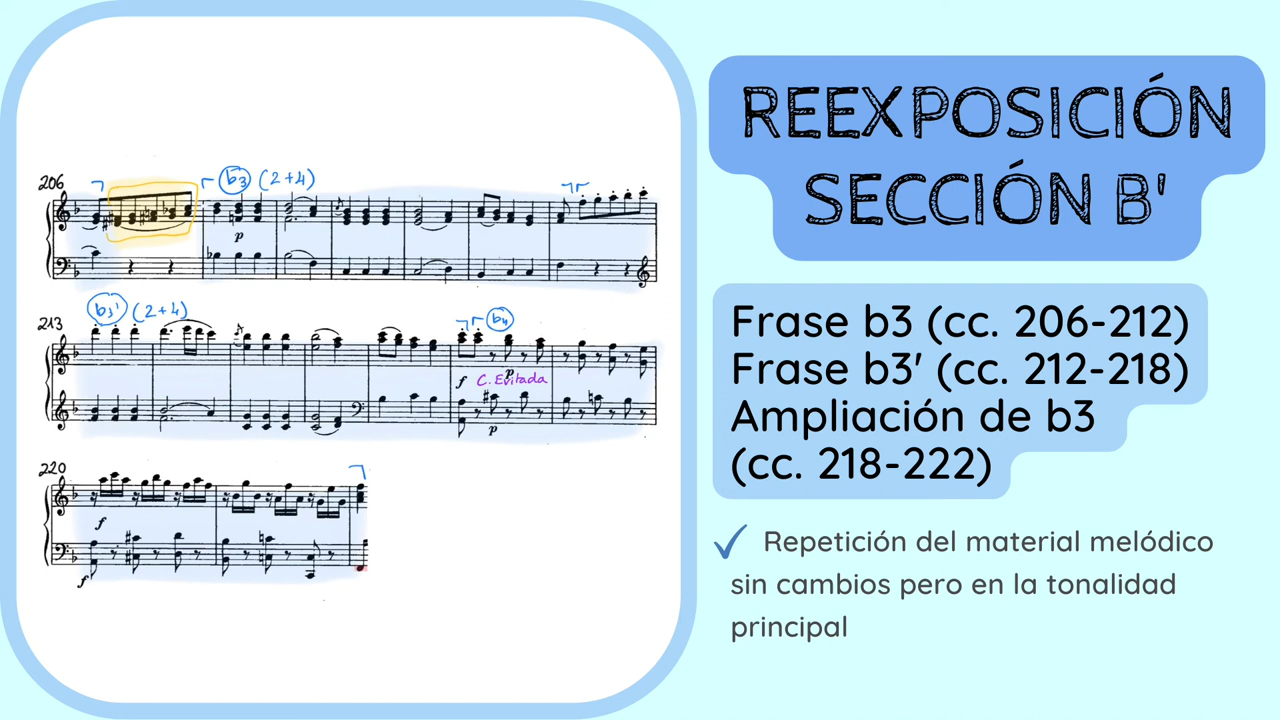 REEXPOSICIÓN
SECCIÓN B'
Frase b3 (cc. 206-212)
Frase b3' (cc. 212-218)
Ampliación de b3
(cc. 218-222)
✓ Repetición del material melódico
sin cambios pero en la tonalidad
principal
206
b3 (2+4)
p
213
b3' (2+4)
b4
f C. Evitada p
p
220
f
f